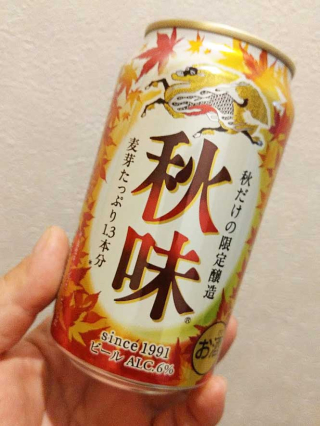 秋だけの限定醸造
秋味
麦芽たっぷり1.3本分
®
since 1991
ビール ALC.6%
お酒